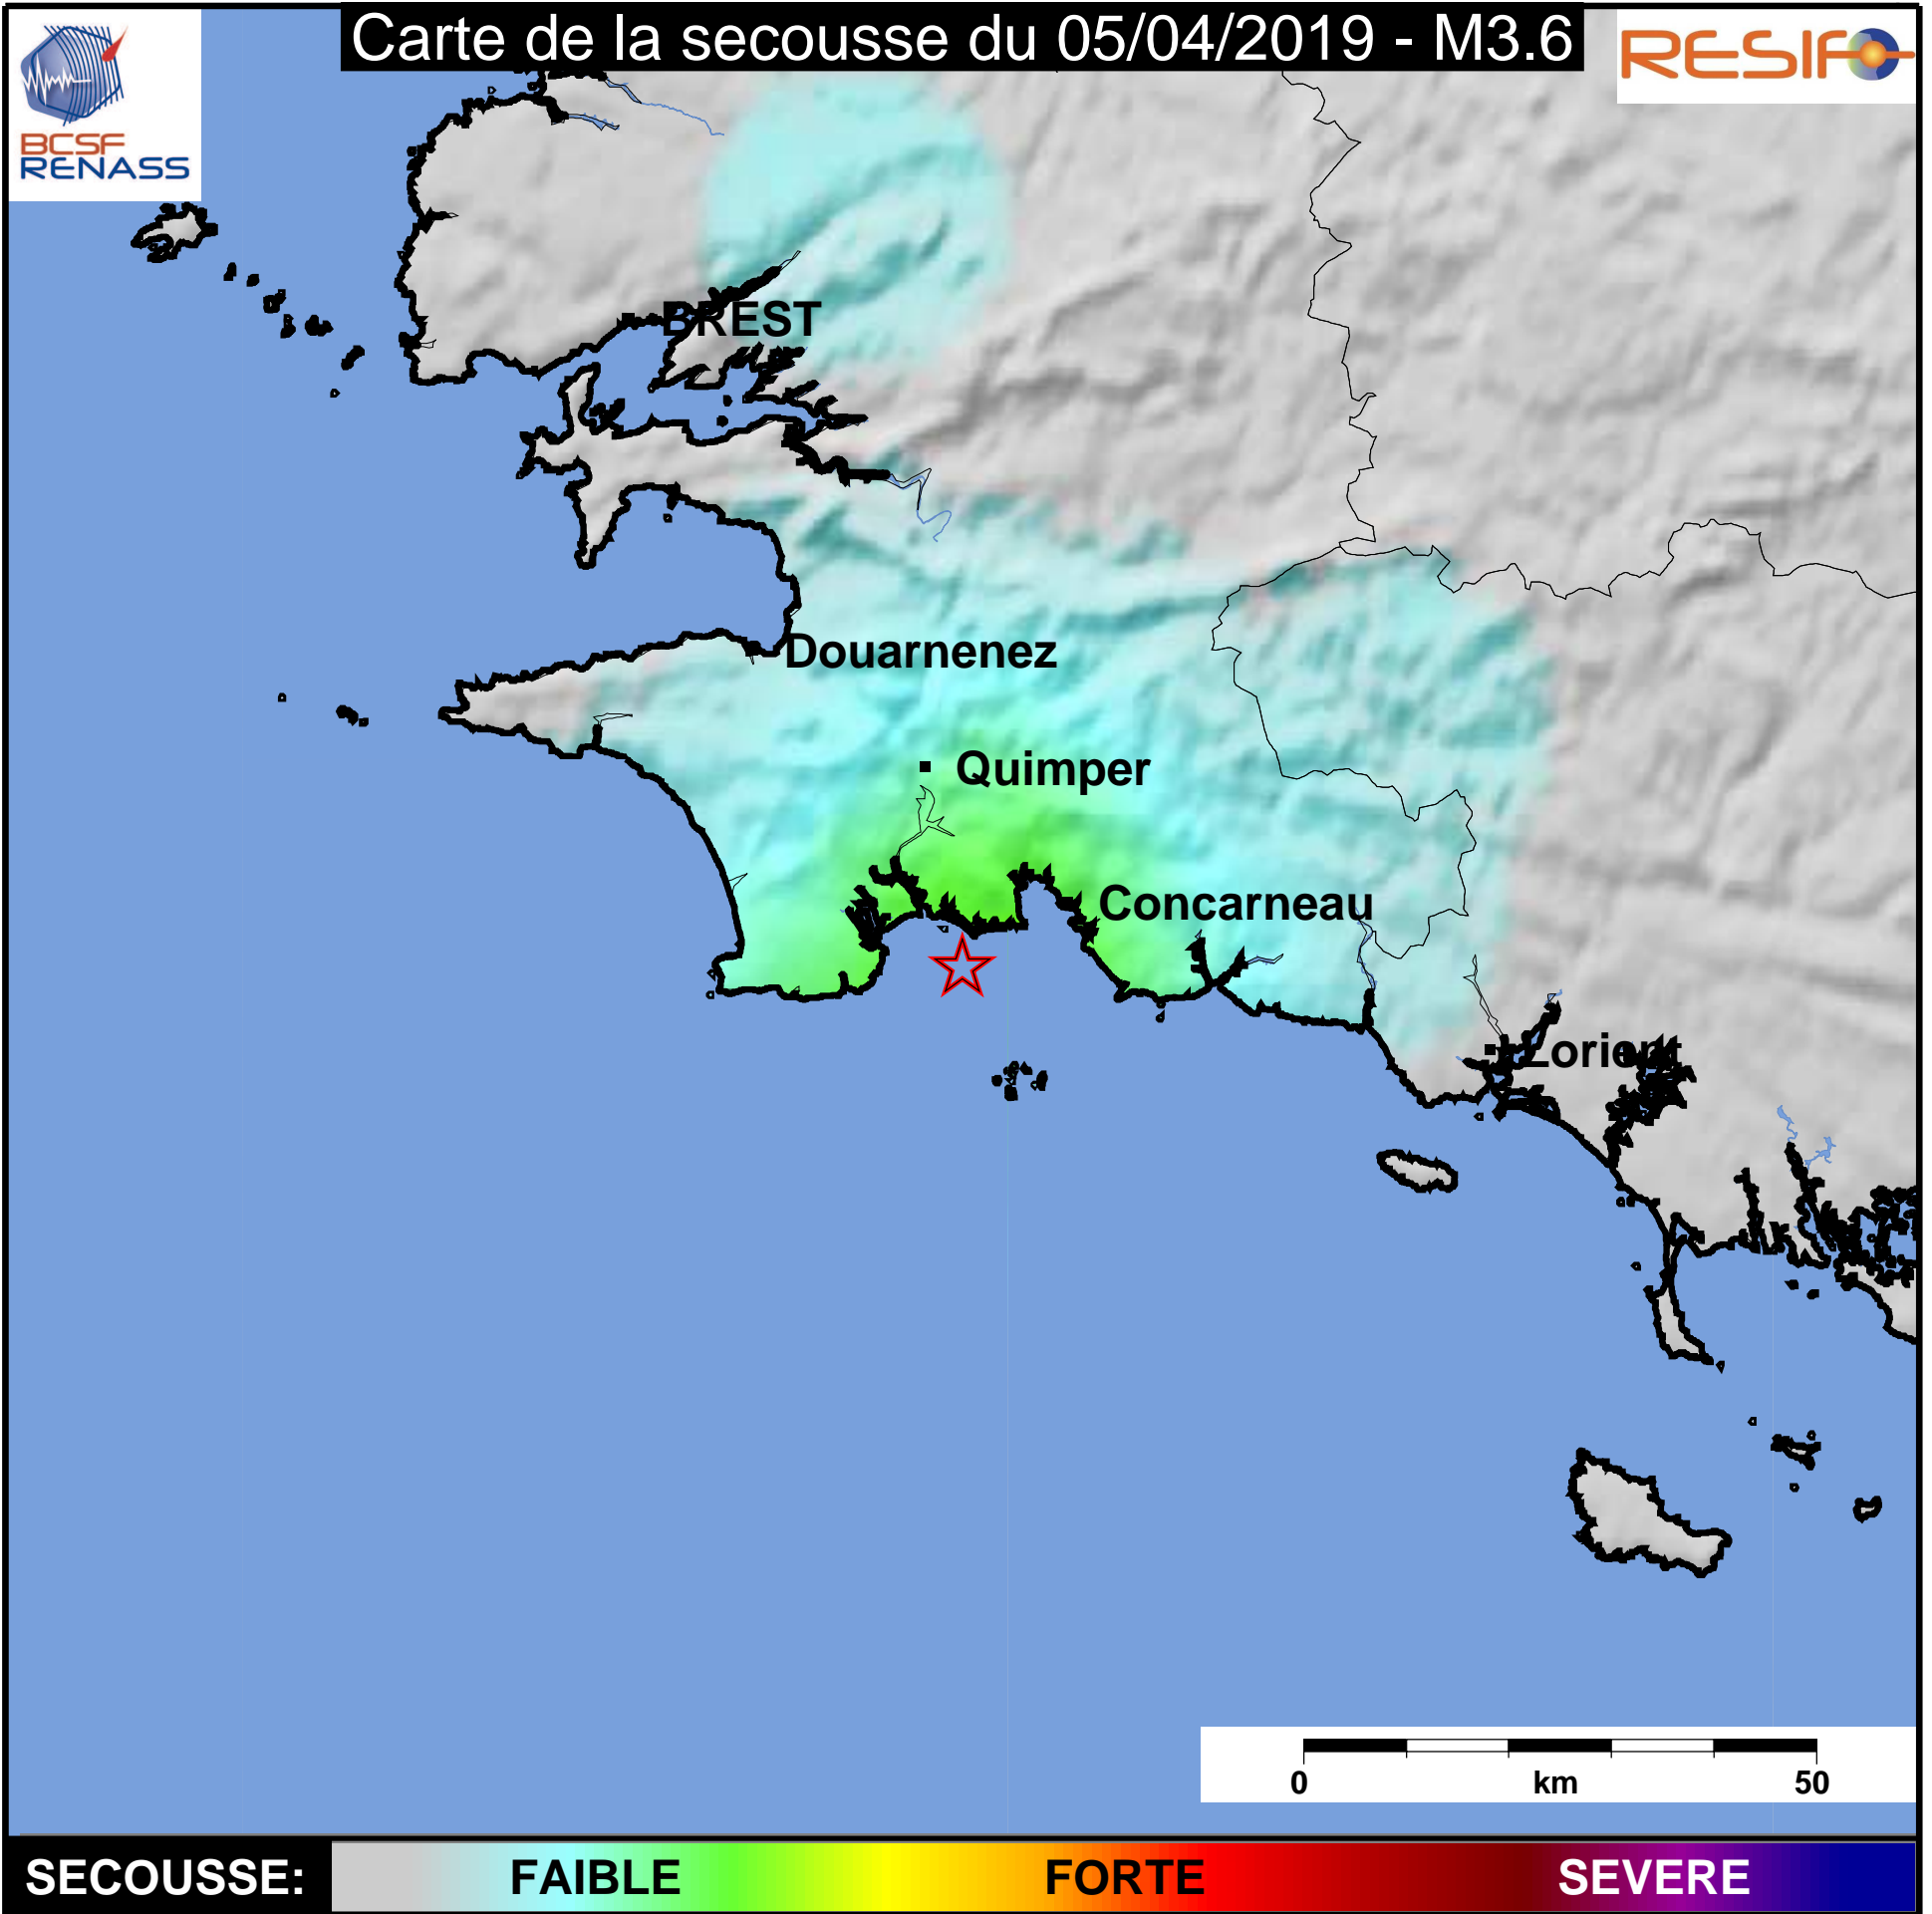 Carte de la secousse du 05/04/2019 - M3.6
BCSF
RENASS
RESIF
BREST
Douarnenez
Quimper
Concarneau
Lorient
0 km 50
SECOUSSE: FAIBLE FORTE SEVERE